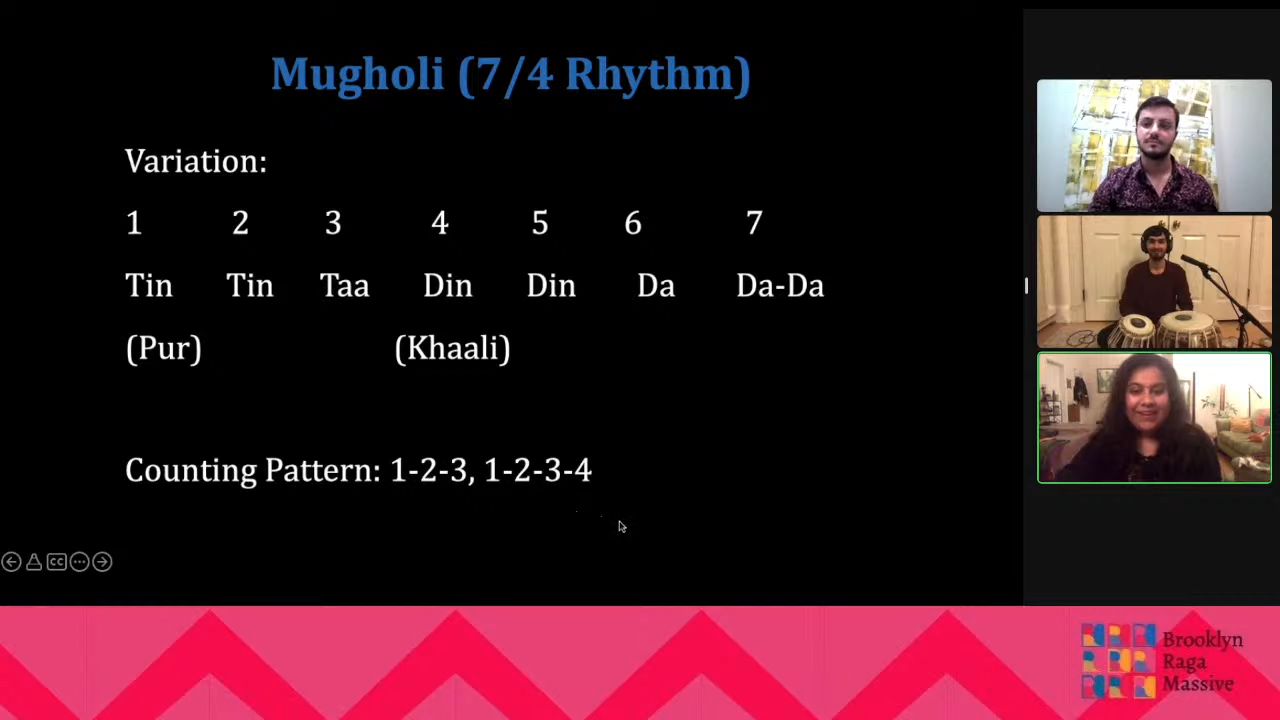 Mugholi (7/4 Rhythm)
Variation:
1 2 3 4 5 6 7
Tin Tin Taa Din Din Da Da-Da
(Pur) (Khaali)
Counting Pattern: 1-2-3, 1-2-3-4
CC
Brooklyn
Raga
Massive